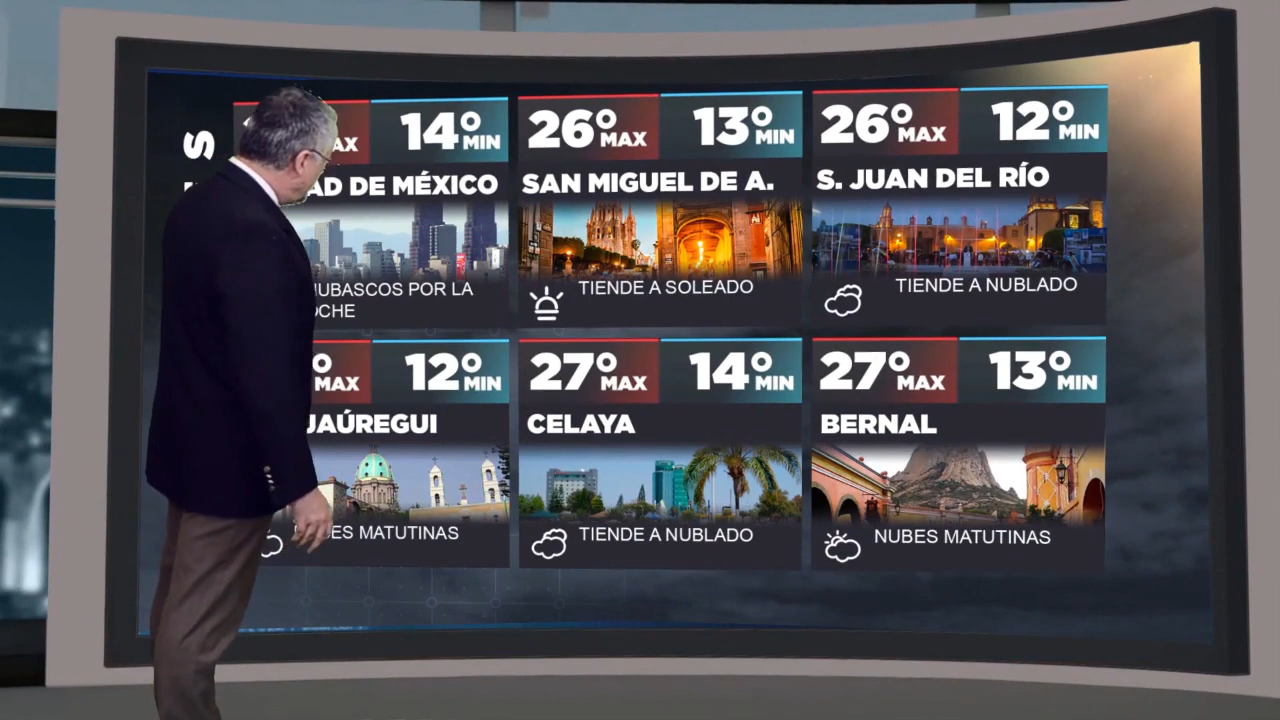 S
14° MIN
AD DE MÉXICO
UBASCOS POR LA
OCHE
26° MAX 13° MIN
SAN MIGUEL DE A.
TIENDE A SOLEADO
26° MAX 12° MIN
S. JUAN DEL RÍO
TIENDE A NUBLADO
° MAX 12° MIN
JAÚREGUI
ES MATUTINAS
27° MAX 14° MIN
CELAYA
TIENDE A NUBLADO
27° MAX 13° MIN
BERNAL
NUBES MATUTINAS